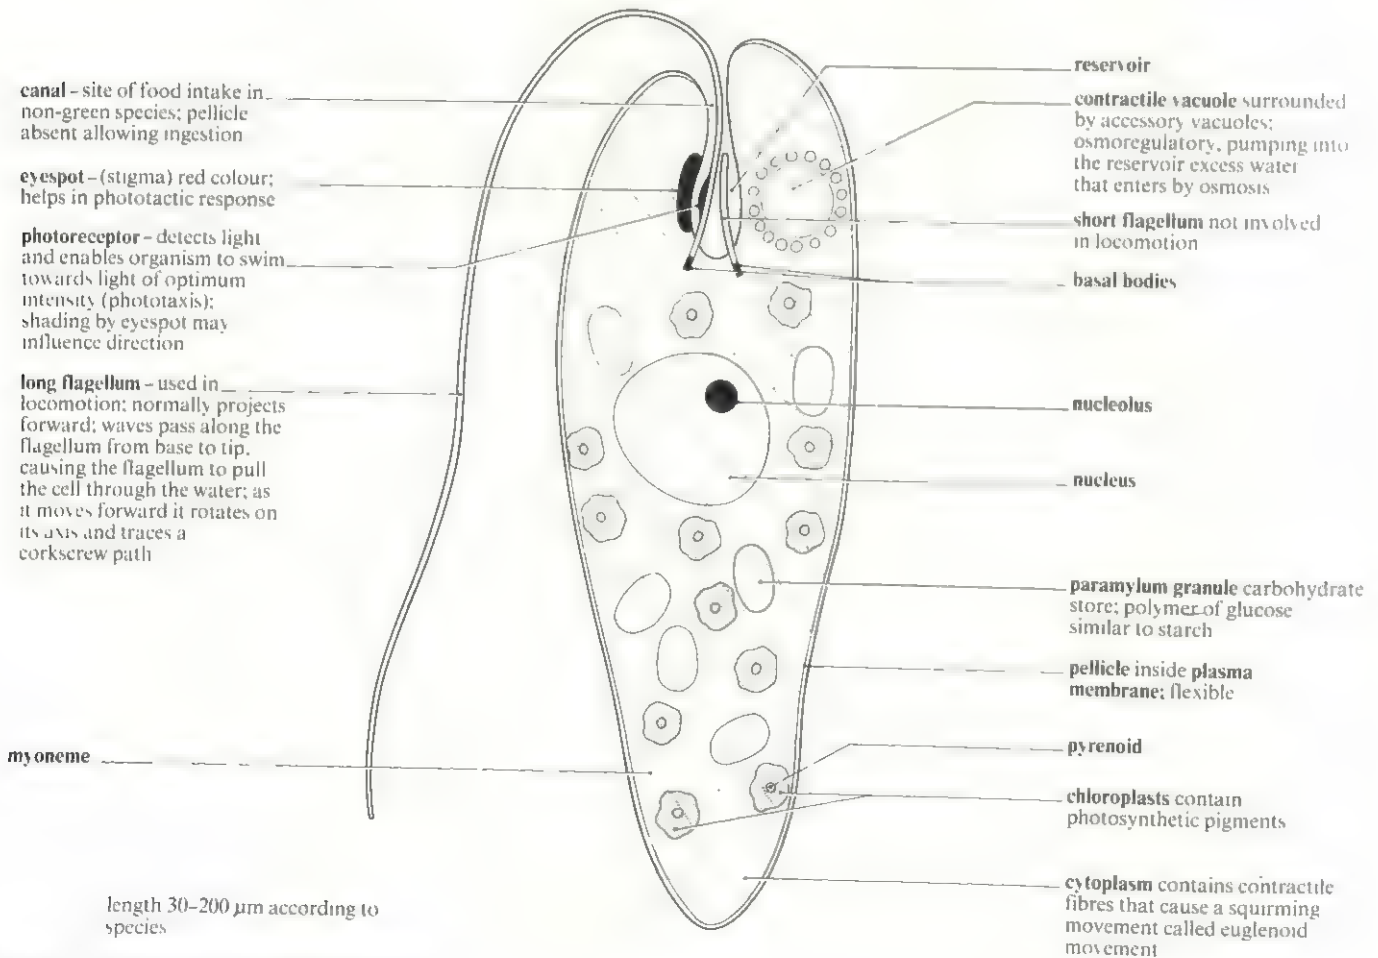 canal – site of food intake in
non-green species; pellicle
absent allowing ingestion
eyespot – (stigma) red colour;
helps in phototactic response
photoreceptor – detects light
and enables organism to swim
towards light of optimum
intensity (phototaxis);
shading by eyespot may
influence direction
long flagellum – used in
locomotion; normally projects
forward; waves pass along the
flagellum from base to tip,
causing the flagellum to pull
the cell through the water; as
it moves forward it rotates on
its axis and traces a
corkscrew path
myoneme
length 30–200 µm according to
species
reservoir
contractile vacuole surrounded
by accessory vacuoles;
osmoregulatory, pumping into
the reservoir excess water
that enters by osmosis
short flagellum not involved
in locomotion
basal bodies
nucleolus
nucleus
paramylum granule carbohydrate
store; polymer of glucose
similar to starch
pellicle inside plasma
membrane; flexible
pyrenoid
chloroplasts contain
photosynthetic pigments
cytoplasm contains contractile
fibres that cause a squirming
movement called euglenoid
movement